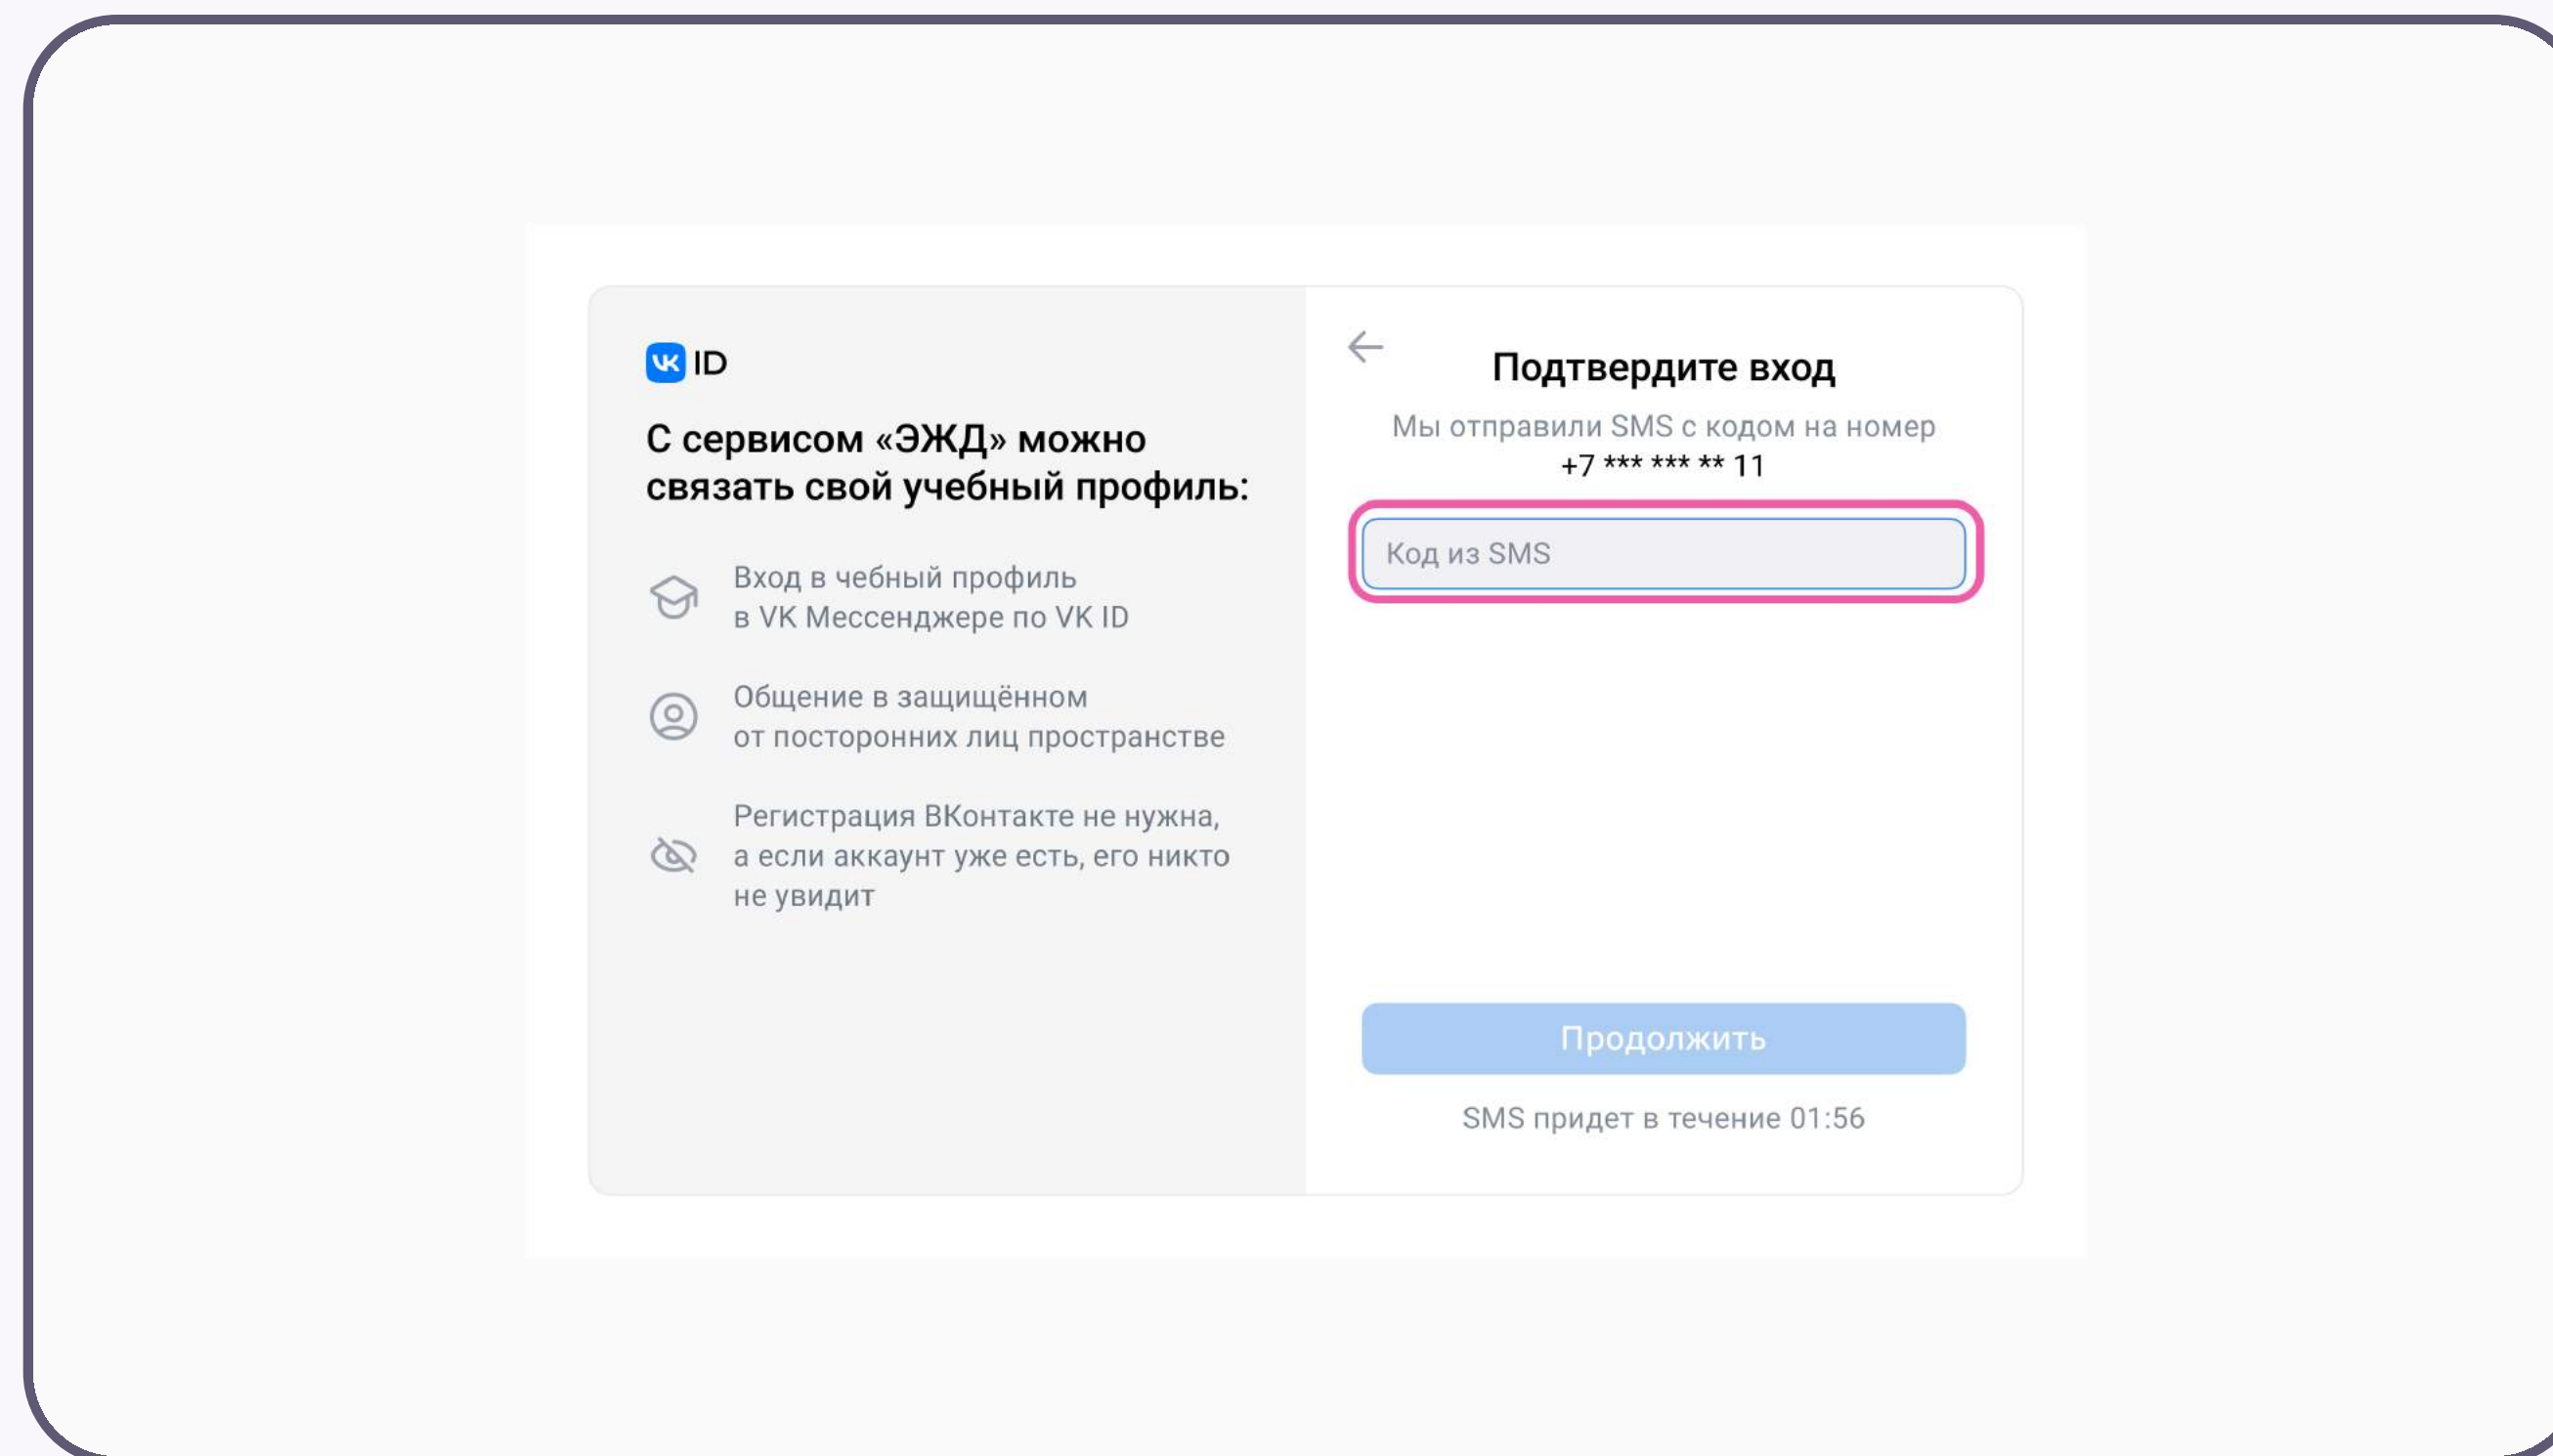 VK ID
С сервисом «ЭЖД» можно
связать свой учебный профиль:
Вход в чебный профиль
в VK Мессенджере по VK ID
Общение в защищённом
от посторонних лиц пространстве
Регистрация ВКонтакте не нужна,
а если аккаунт уже есть, его никто
не увидит
Подтвердите вход
Мы отправили SMS с кодом на номер
+7 *** *** ** 11
Код из SMS
Продолжить
SMS придет в течение 01:56